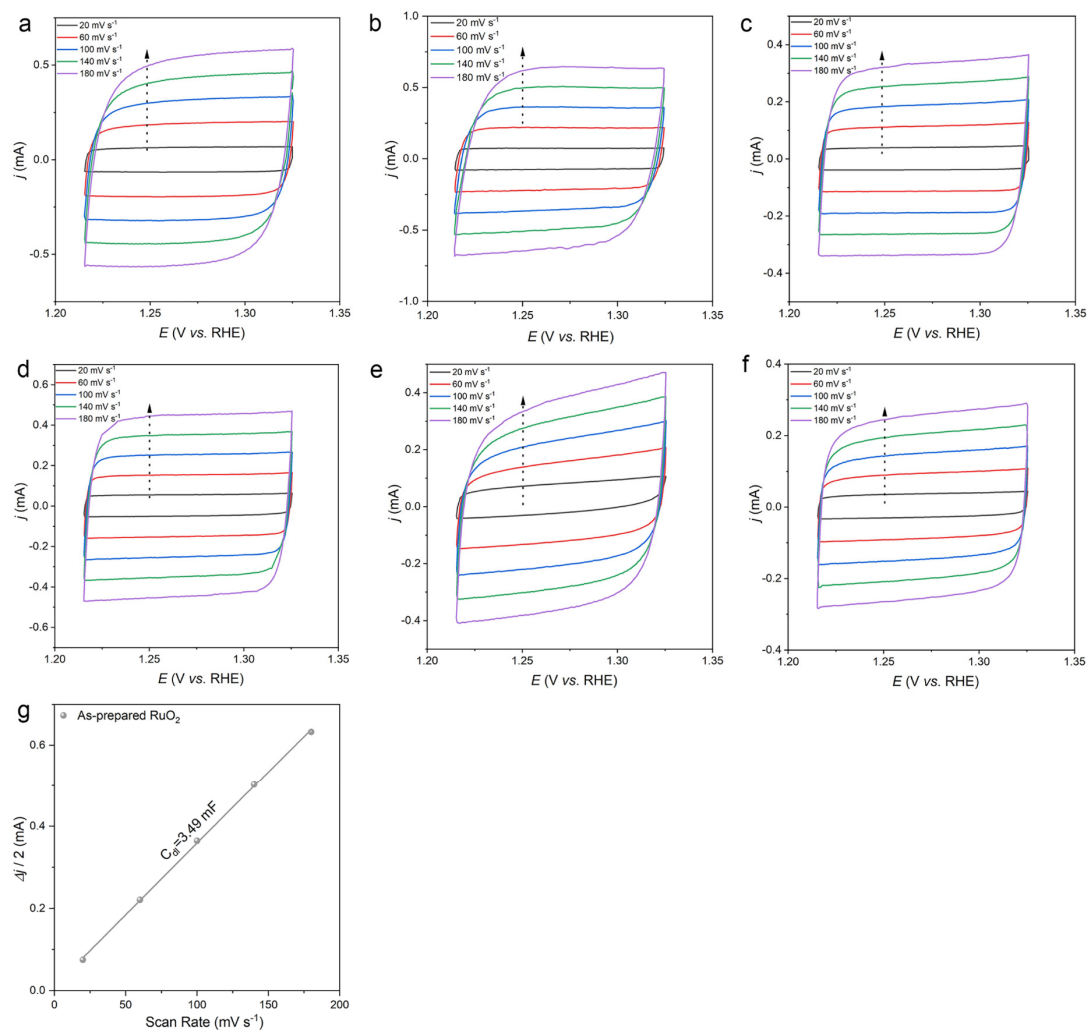 a
20 mV s⁻¹
60 mV s⁻¹
100 mV s⁻¹
140 mV s⁻¹
180 mV s⁻¹
0.5
0.0
-0.5
j (mA)
1.20
1.25
1.30
1.35
E (V vs. RHE)
b
20 mV s⁻¹
60 mV s⁻¹
100 mV s⁻¹
140 mV s⁻¹
180 mV s⁻¹
1.0
0.5
0.0
-0.5
-1.0
j (mA)
1.20
1.25
1.30
1.35
E (V vs. RHE)
c
20 mV s⁻¹
60 mV s⁻¹
100 mV s⁻¹
140 mV s⁻¹
180 mV s⁻¹
0.4
0.2
0.0
-0.2
-0.4
j (mA)
1.20
1.25
1.30
1.35
E (V vs. RHE)
d
20 mV s⁻¹
60 mV s⁻¹
100 mV s⁻¹
140 mV s⁻¹
180 mV s⁻¹
0.6
0.4
0.2
0.0
-0.2
-0.4
-0.6
j (mA)
1.20
1.25
1.30
1.35
E (V vs. RHE)
e
20 mV s⁻¹
60 mV s⁻¹
100 mV s⁻¹
140 mV s⁻¹
180 mV s⁻¹
0.4
0.2
0.0
-0.2
-0.4
j (mA)
1.20
1.25
1.30
1.35
E (V vs. RHE)
f
20 mV s⁻¹
60 mV s⁻¹
100 mV s⁻¹
140 mV s⁻¹
180 mV s⁻¹
0.4
0.2
0.0
-0.2
-0.4
j (mA)
1.20
1.25
1.30
1.35
E (V vs. RHE)
g
As-prepared RuO₂
0.6
0.4
0.2
0.0
Δj / 2 (mA)
C_dl=3.49 mF
0
50
100
150
200
Scan Rate (mV s⁻¹)